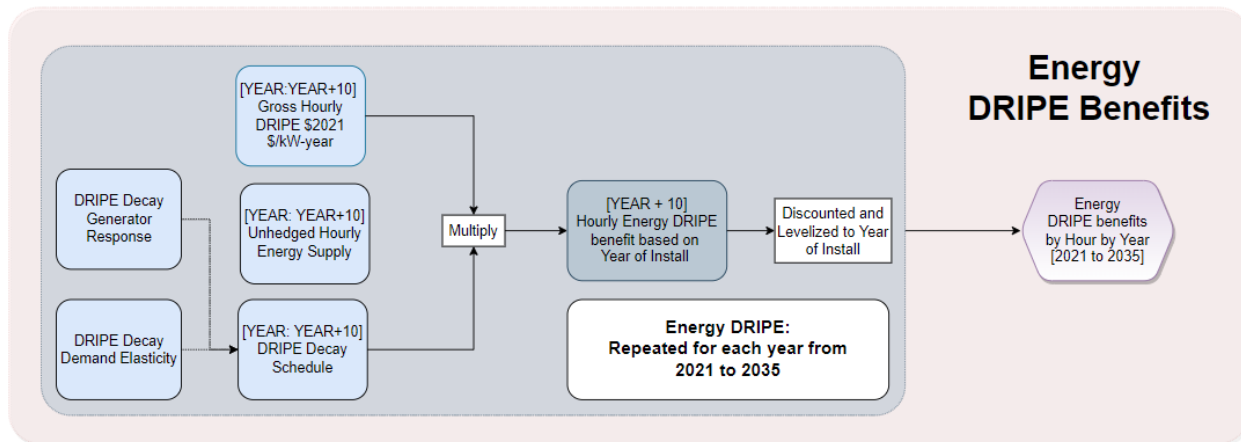 Energy
DRIPE Benefits
[YEAR:YEAR+10]
Gross Hourly
DRIPE $2021
$/kW-year
DRIPE Decay
Generator
Response
[YEAR: YEAR+10]
Unhedged Hourly
Energy Supply
DRIPE Decay
Demand Elasticity
[YEAR: YEAR+10]
DRIPE Decay
Schedule
Multiply
[YEAR + 10]
Hourly Energy DRIPE
benefit based on
Year of Install
Discounted and
Levelized to Year
of Install
Energy DRIPE:
Repeated for each year from
2021 to 2035
Energy
DRIPE benefits
by Hour by Year
[2021 to 2035]